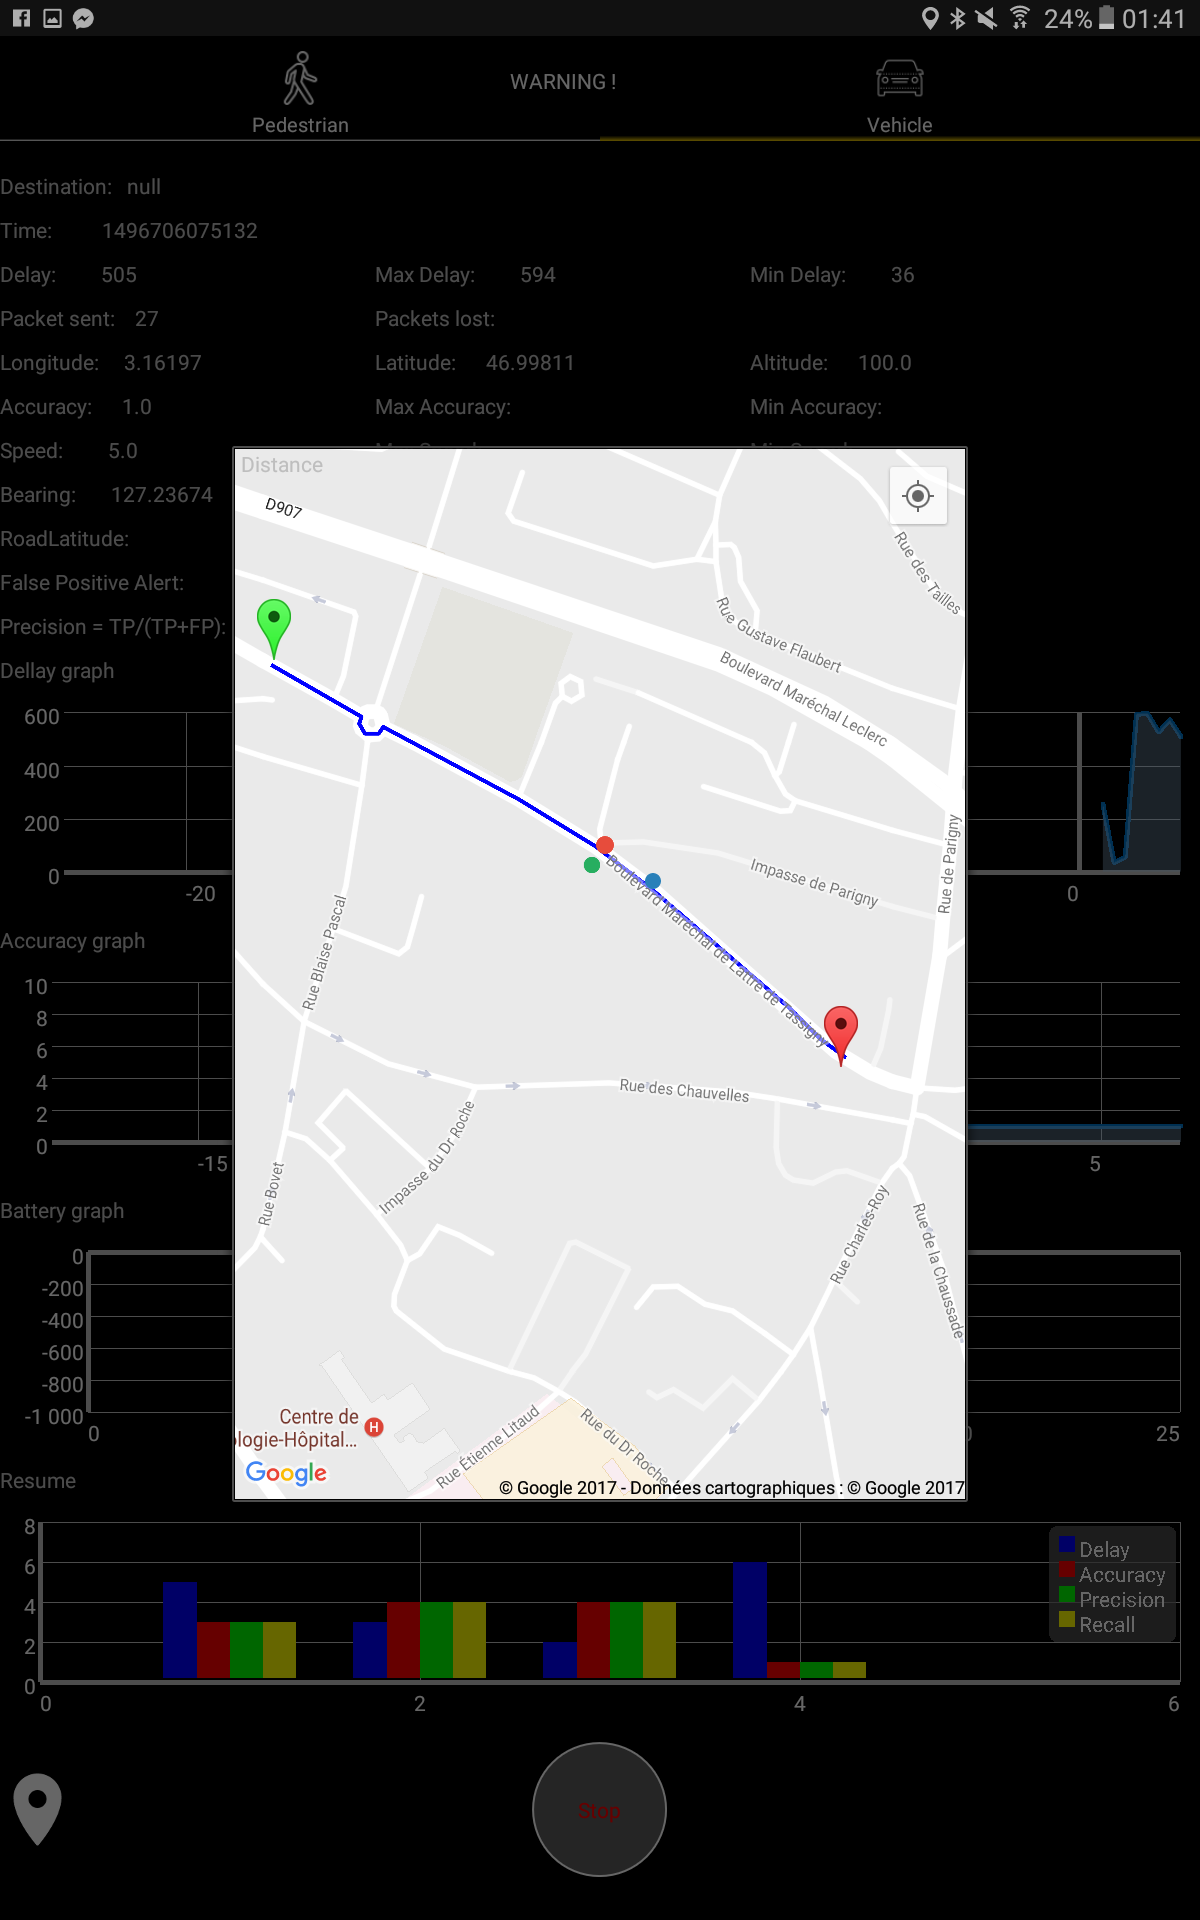 24% 01:41
WARNING !
Pedestrian Vehicle
Destination: null
Time: 1496706075132
Delay: 505 Max Delay: 594 Min Delay: 36
Packet sent: 27 Packets lost:
Longitude: 3.16197 Latitude: 46.99811 Altitude: 100.0
Accuracy: 1.0 Max Accuracy: Min Accuracy:
Speed: 5.0
Bearing: 127.23674
RoadLatitude:
False Positive Alert:
Precision = TP/(TP+FP):
Dellay graph
600
400
200
0
-20 0
Accuracy graph
10
8
6
4
2
0
-15 5
Battery graph
0
-200
-400
-600
-800
-1 000
0 25
Distance
D907
Rue des Tailles
Rue Gustave Flaubert
Boulevard Maréchal Leclerc
Rue de Parigny
Impasse de Parigny
Boulevard Maréchal de Lattre de Tassigny
Rue Blaise Pascal
Rue des Chauvelles
Impasse du Dr Roche
Rue Bovet
Rue Charles-Roy
Rue de la Chaussade
Centre de
logie-Hôpital...
H
Rue Étienne Litaud
Rue du Dr Roche
Google
© Google 2017 - Données cartographiques : © Google 2017
Resume
8
6
4
2
0
0 2 4 6
Delay
Accuracy
Precision
Recall
Stop